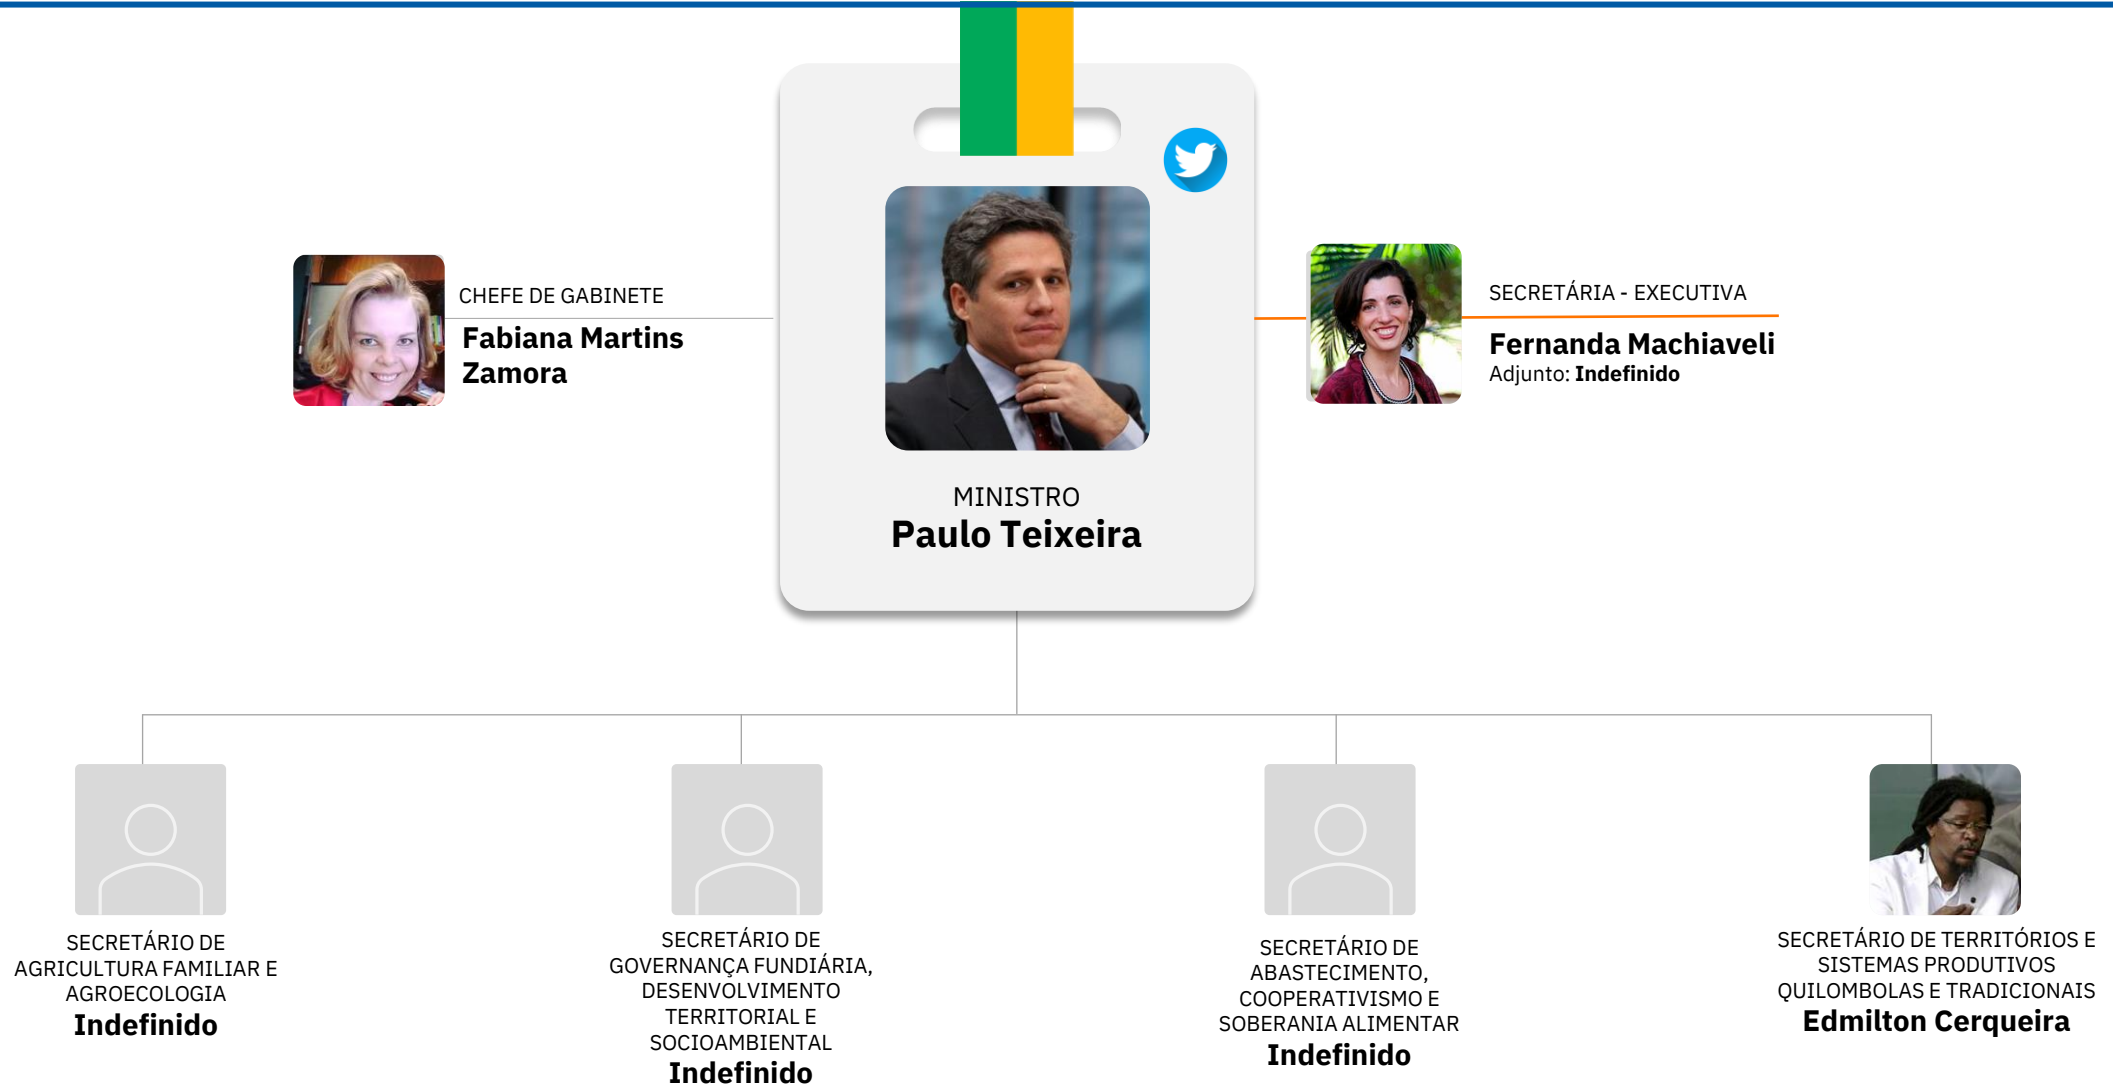 CHEFE DE GABINETE
Fabiana Martins
Zamora
SECRETÁRIA - EXECUTIVA
Fernanda Machiaveli
Adjunto: Indefinido
MINISTRO
Paulo Teixeira
SECRETÁRIO DE
AGRICULTURA FAMILIAR E
AGROECOLOGIA
Indefinido
SECRETÁRIO DE
GOVERNANÇA FUNDIÁRIA,
DESENVOLVIMENTO
TERRITORIAL E
SOCIOAMBIENTAL
Indefinido
SECRETÁRIO DE
ABASTECIMENTO,
COOPERATIVISMO E
SOBERANIA ALIMENTAR
Indefinido
SECRETÁRIO DE TERRITÓRIOS E
SISTEMAS PRODUTIVOS
QUILOMBOLAS E TRADICIONAIS
Edmilton Cerqueira